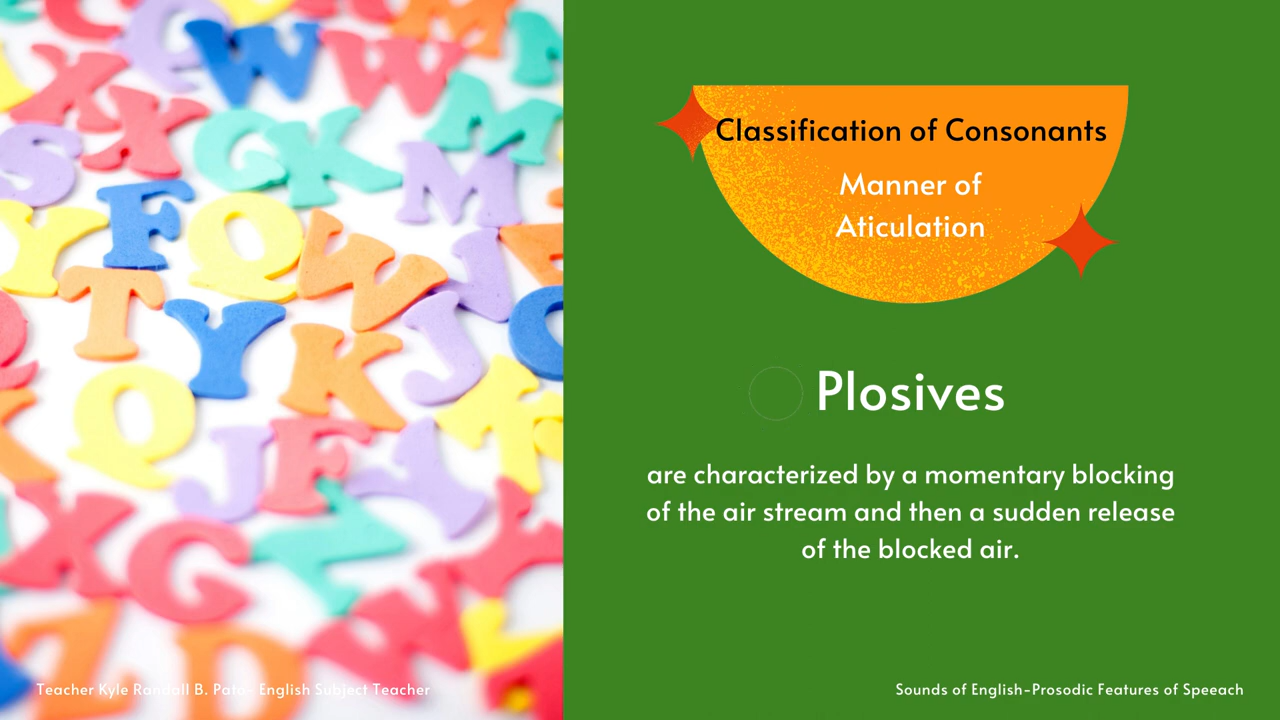 Classification of Consonants
Manner of
Aticulation
Plosives
are characterized by a momentary blocking
of the air stream and then a sudden release
of the blocked air.
Teacher Kyle Randall B. Pato- English Subject Teacher
Sounds of English-Prosodic Features of Speeach